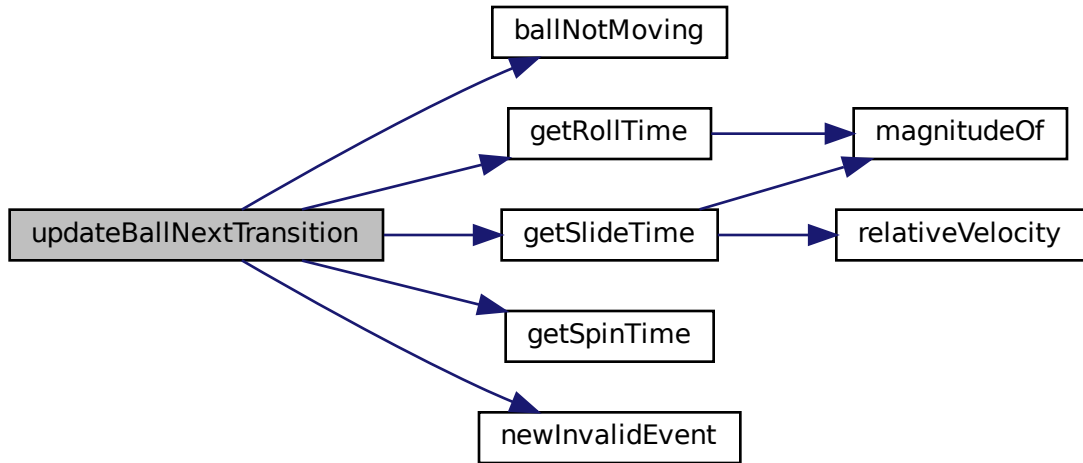 ballNotMoving
getRollTime
magnitudeOf
updateBallNextTransition
getSlideTime
relativeVelocity
getSpinTime
newInvalidEvent